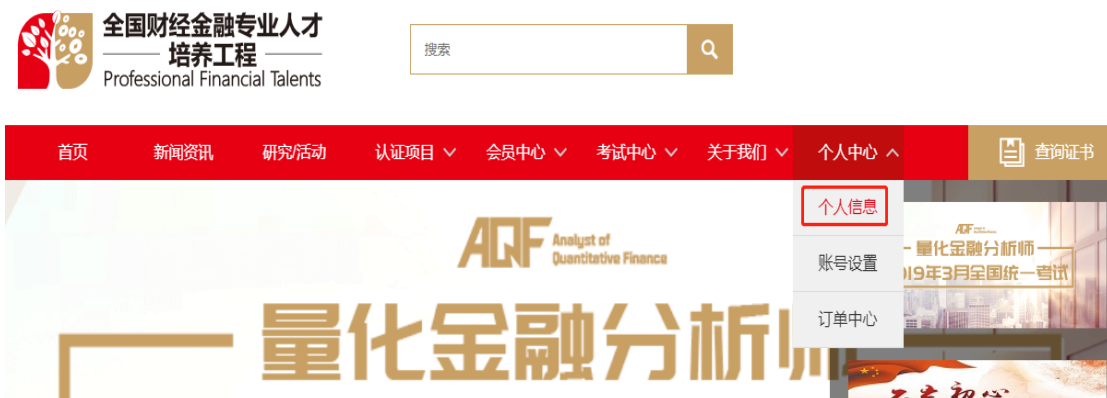 全国财经金融专业人才
培养工程
Professional Financial Talents
搜索
首页
新闻资讯
研究/活动
认证项目
会员中心
考试中心
关于我们
个人中心
查询证书
个人信息
账号设置
订单中心
AQF Analyst of
Quantitative Finance
量化金融分析师
AQF
量化金融分析师
019年3月全国统一考试
不忘初心